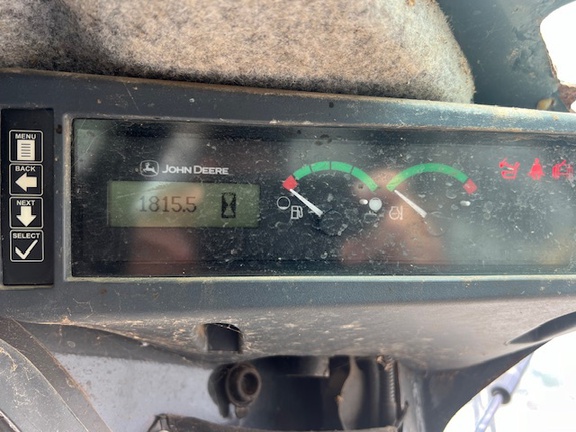 MENU
BACK
NEXT
SELECT
JOHN DEERE
1815.5